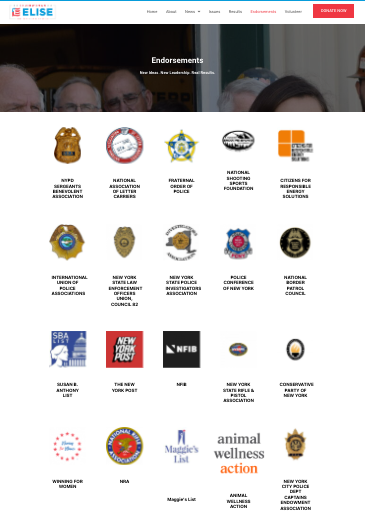 ELISE
Home About News Issues Results Endorsements Volunteer DONATE NOW
Endorsements
New Ideas. New Leadership. Real Results.
NYPD
SERGEANTS
BENEVOLENT
ASSOCIATION
NATIONAL
ASSOCIATION
OF LETTER
CARRIERS
FRATERNAL
ORDER OF
POLICE
NATIONAL
SHOOTING
SPORTS
FOUNDATION
CITIZENS FOR
RESPONSIBLE
ENERGY
SOLUTIONS
INTERNATIONAL
UNION OF
POLICE
ASSOCIATIONS
NEW YORK
STATE LAW
ENFORCEMENT
OFFICERS
UNION,
COUNCIL 82
NEW YORK
STATE POLICE
INVESTIGATORS
ASSOCIATION
POLICE
CONFERENCE
OF NEW YORK
NATIONAL
BORDER
PATROL
COUNCIL
SBA
LIST
SUSAN B.
ANTHONY
LIST
NEW
YORK
POST
THE NEW
YORK POST
NFIB
NFIB
NEW YORK
STATE RIFLE &
PISTOL
ASSOCIATION
CONSERVATIVE
PARTY OF
NEW YORK
WINNING FOR
WOMEN
NRA
Maggie's
List
Maggie's List
animal
wellness
action
ANIMAL
WELLNESS
ACTION
NEW YORK
CITY POLICE
DEPT
CAPTAINS
ENDOWMENT
ASSOCIATION